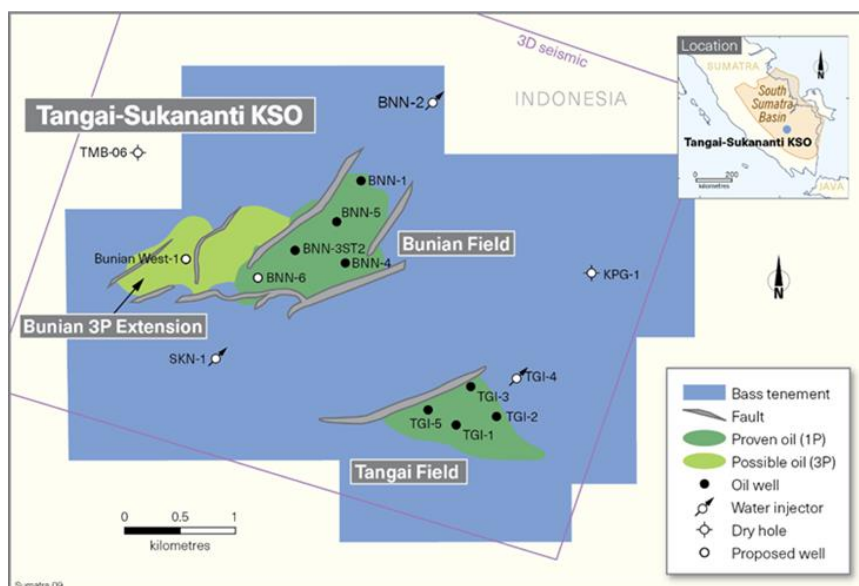 3D seismic
Location
SUMATRA
N
South
Sumatra
Basin
Tangai-Sukananti KSO
0 200
kilometres
JAVA
INDONESIA
BNN-2
Tangai-Sukananti KSO
TMB-06
BNN-1
BNN-5
Bunian Field
BNN-3ST2
Bunian West-1
BNN-4
BNN-6
KPG-1
N
Bunian 3P Extension
SKN-1
TGI-4
TGI-3
TGI-2
TGI-5
TGI-1
Tangai Field
Bass tenement
Fault
Proven oil (1P)
Possible oil (3P)
Oil well
Water injector
Dry hole
Proposed well
0 0.5 1
kilometres
Sumatra 09